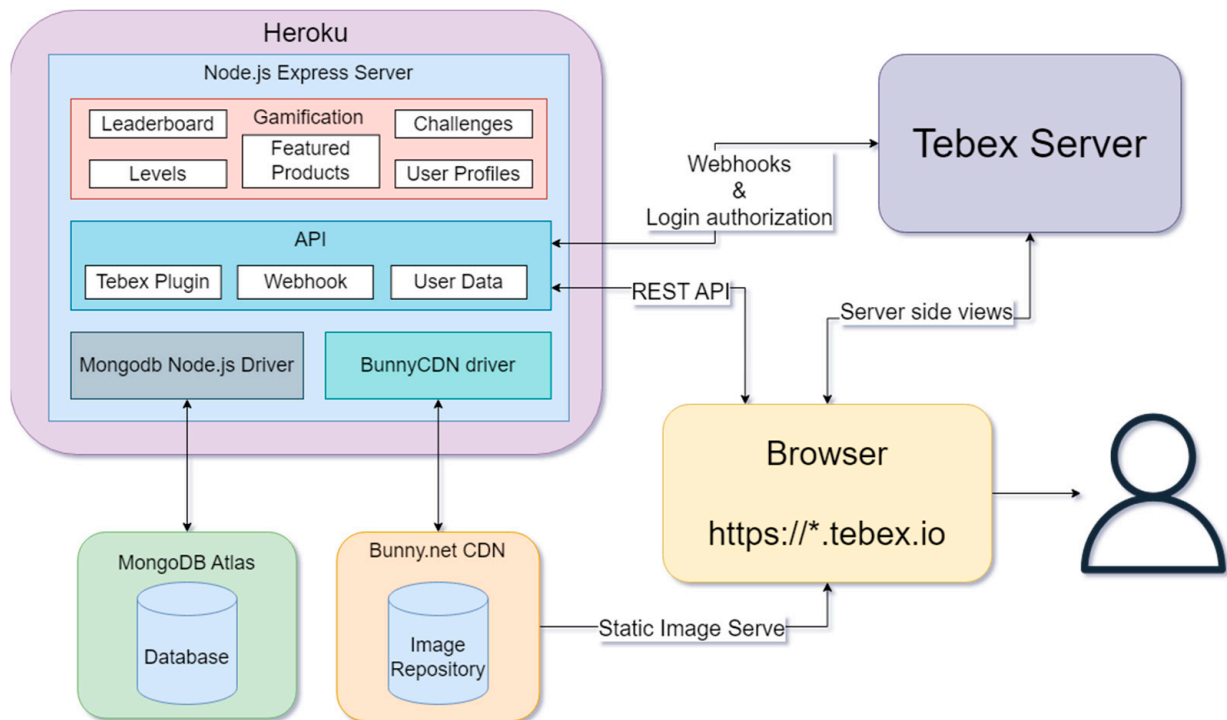 Heroku
Node.js Express Server
Gamification
Leaderboard
Challenges
Featured
Products
Levels
User Profiles
API
Tebex Plugin
Webhook
User Data
Mongodb Node.js Driver
BunnyCDN driver
Webhooks
&
Login authorization
REST API
Tebex Server
Server side views
Browser
https://*.tebex.io
MongoDB Atlas
Database
Bunny.net CDN
Image
Repository
Static Image Serve